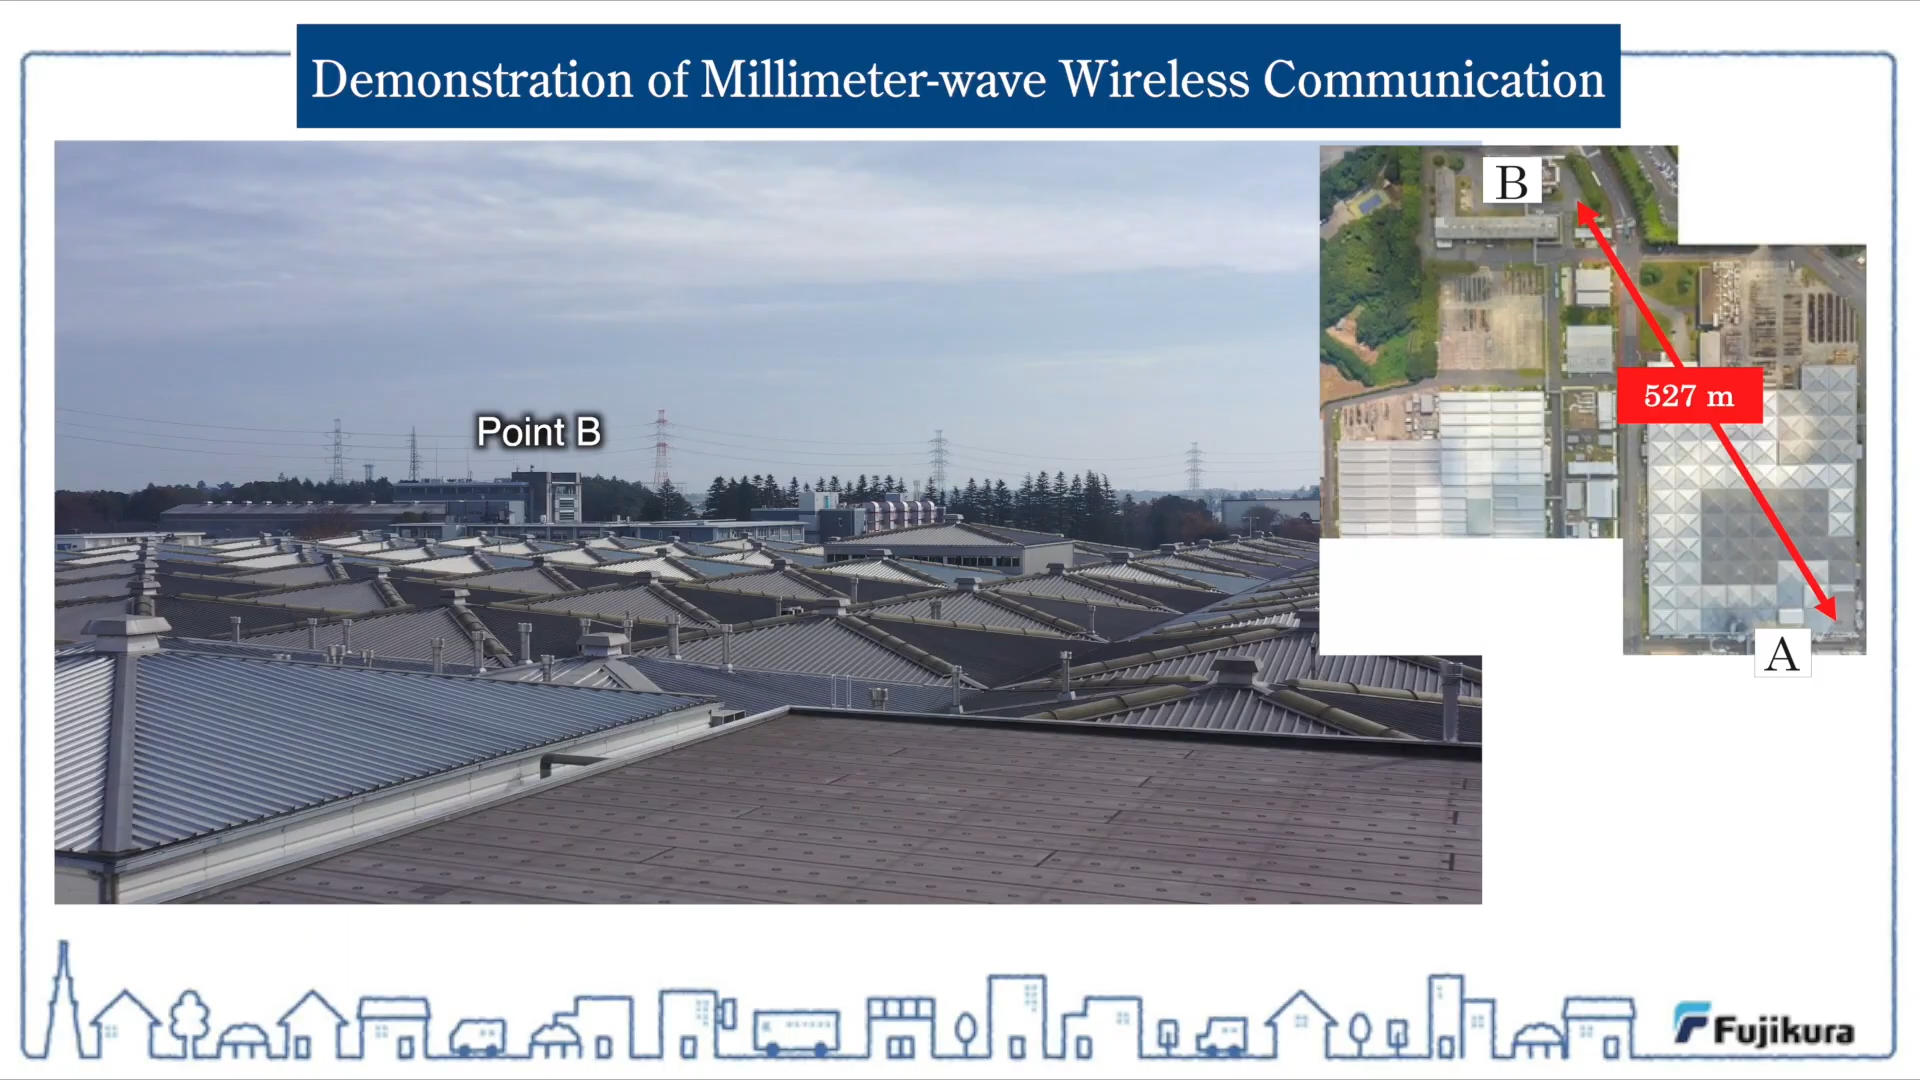 Demonstration of Millimeter-wave Wireless Communication
Point B
B
527 m
A
Fujikura